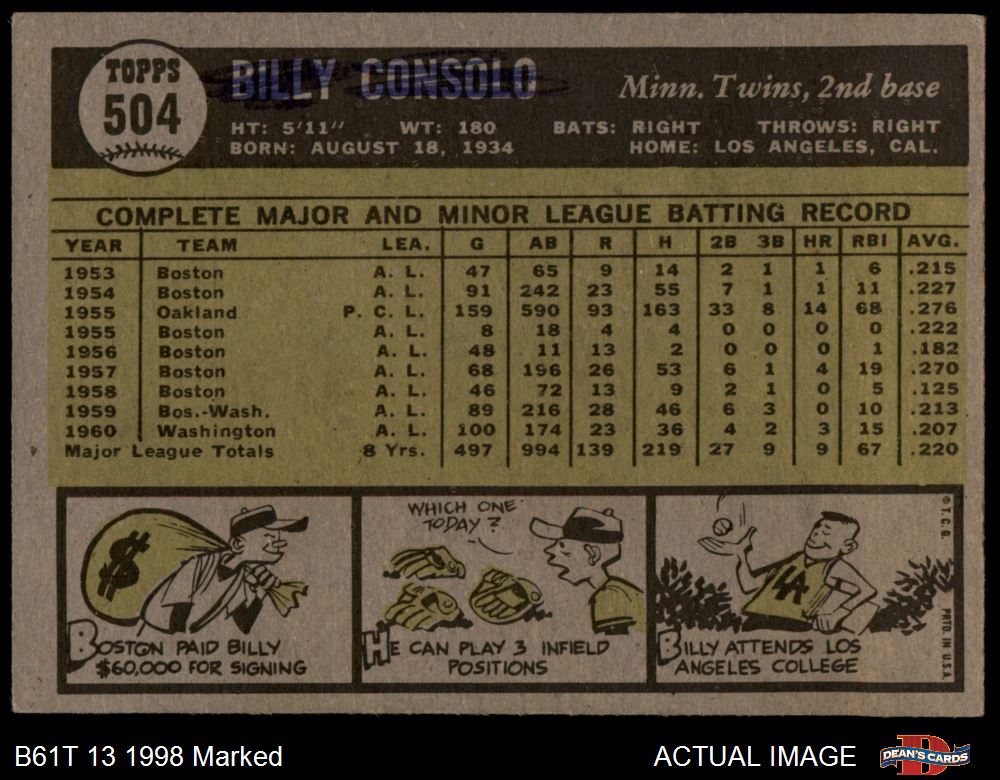 TOPPS
504
BILLY CONSOLO
Minn. Twins, 2nd base
HT: 5'11" WT: 180 BATS: RIGHT THROWS: RIGHT
BORN: AUGUST 18, 1934 HOME: LOS ANGELES, CAL.
COMPLETE MAJOR AND MINOR LEAGUE BATTING RECORD
YEAR TEAM LEA. G AB R H 2B 3B HR RBI AVG.
1953 Boston A. L. 47 65 9 14 2 1 1 6 .215
1954 Boston A. L. 91 242 23 55 7 1 1 11 .227
1955 Oakland P. C. L. 159 590 93 163 33 8 14 68 .276
1955 Boston A. L. 8 18 4 4 0 0 0 0 .222
1956 Boston A. L. 48 11 13 2 0 0 0 1 .182
1957 Boston A. L. 68 196 26 53 6 1 4 19 .270
1958 Boston A. L. 46 72 13 9 2 1 0 5 .125
1959 Bos.-Wash. A. L. 89 216 28 46 6 3 0 10 .213
1960 Washington A. L. 100 174 23 36 4 2 3 15 .207
Major League Totals 8 Yrs. 497 994 139 219 27 9 9 67 .220
$
BOSTON PAID BILLY
$60,000 FOR SIGNING
WHICH ONE
TODAY?
HE CAN PLAY 3 INFIELD
POSITIONS
LA
BILLY ATTENDS LOS
ANGELES COLLEGE
© T. C. G.
PRTD. IN U.S.A.
B61T 13 1998 Marked
ACTUAL IMAGE
DEAN'S CARDS